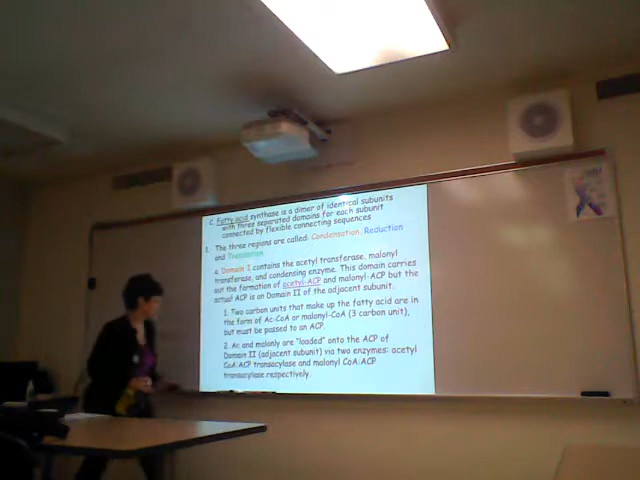 C. Fatty acid synthase is a dimer of identical subunits
with three separated domains for each subunit
connected by flexible connecting sequences
1. The three regions are called: Condensation, Reduction
and Translation
a. Domain I contains the acetyl transferase, malonyl
transferase, and condensing enzyme. This domain carries
out the formation of acetyl-ACP and malonyl-ACP but the
actual ACP is on Domain II of the adjacent subunit.
1. Two carbon units that make up the fatty acid are in
the form of Ac-CoA or malonyl-CoA (3 carbon unit),
but must be passed to an ACP.
2. Ac and malonly are "loaded" onto the ACP of
Domain II (adjacent subunit) via two enzymes: acetyl
CoA:ACP transacylase and malonyl CoA:ACP
transacylase respectively.